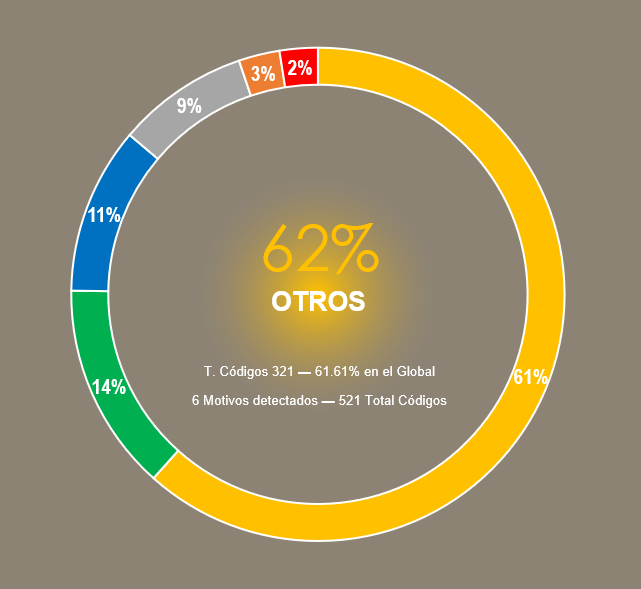 2%
3%
9%
11%
62%
OTROS
T. Códigos 321 — 61.61% en el Global
61%
14%
6 Motivos detectados — 521 Total Códigos